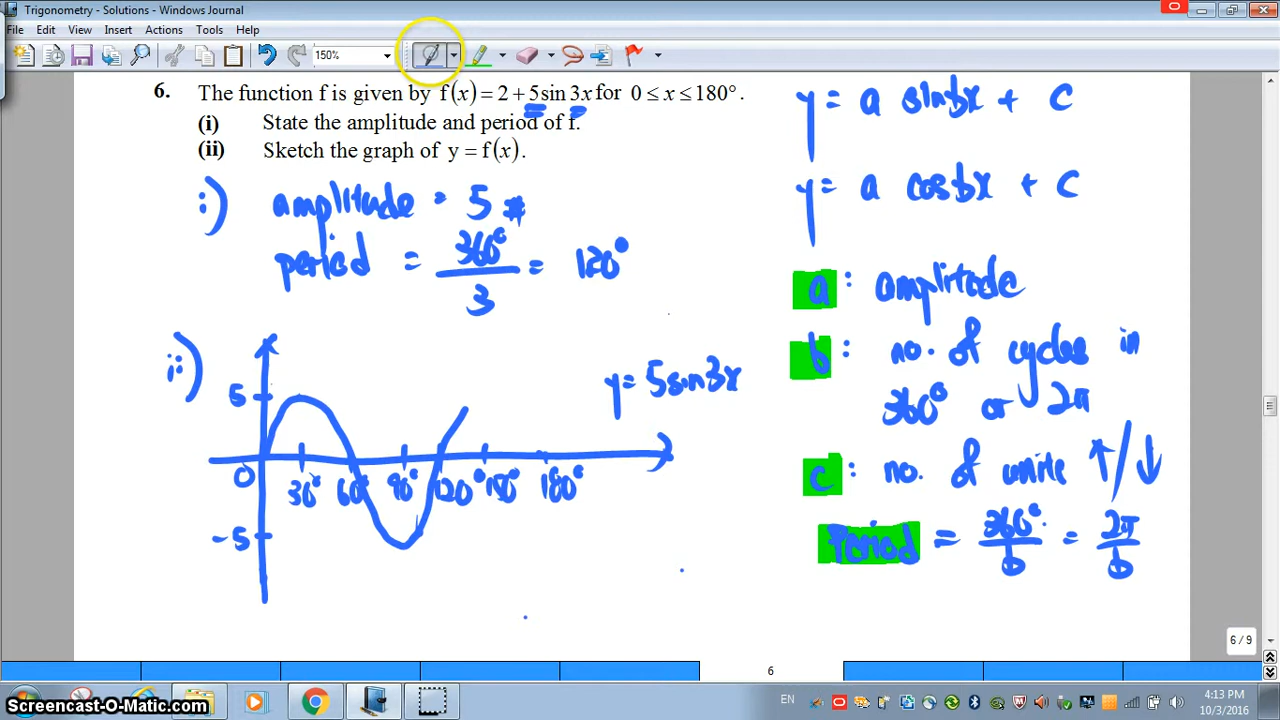 Trigonometry - Solutions - Windows Journal
File Edit View Insert Actions Tools Help
150%
6. The function f is given by f(x) = 2 + 5sin 3x for 0 ≤ x ≤ 180°.
(i) State the amplitude and period of f.
(ii) Sketch the graph of y = f(x).
i) amplitude = 5
period = 360°/3 = 120°
ii)
y = 5sin3x
5
0 30° 60° 90° 120° 150° 180°
-5
y = a sin bx + c
y = a cos bx + c
a : amplitude
b : no. of cycles in
360° or 2π
c : no. of units ↑/↓
Period = 360°/b = 2π/b
6 / 9
6
Screencast-O-Matic.com
EN
4:13 PM
10/3/2016